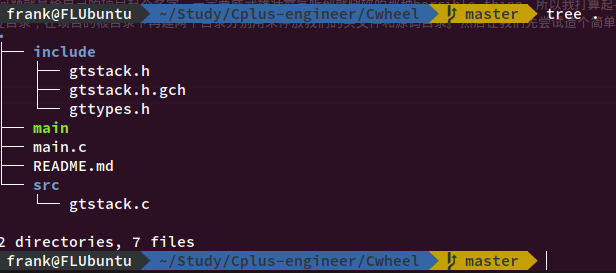 frank@FLUbuntu ~/Study/Cplus-engineer/Cwheel master tree .
.
├── include
│   ├── gtstack.h
│   ├── gtstack.h.gch
│   └── gttypes.h
├── main
├── main.c
├── README.md
└── src
    └── gtstack.c
2 directories, 7 files
frank@FLUbuntu ~/Study/Cplus-engineer/Cwheel master